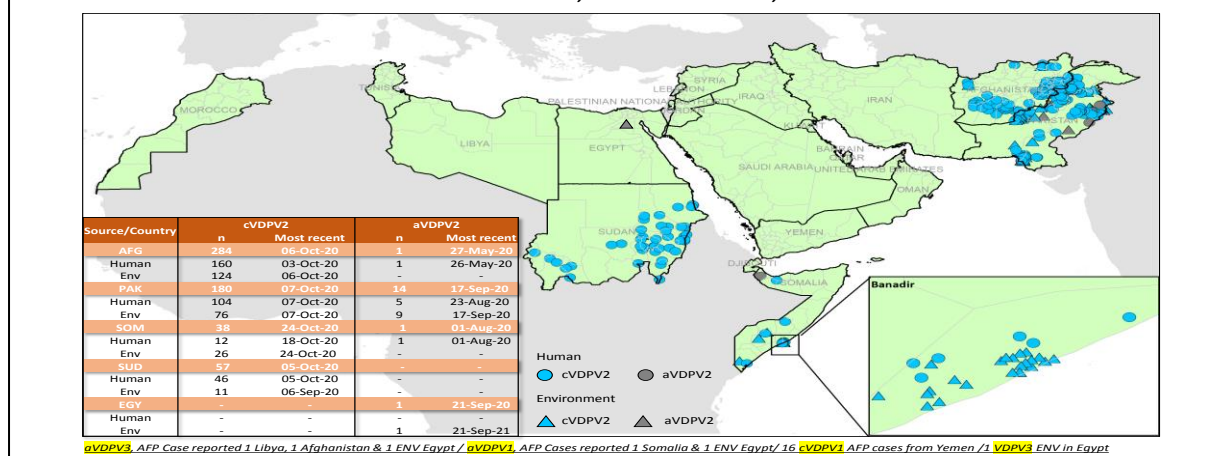 TUNISIA
MOROCCO
LIBYA
EGYPT
PALESTINIAN NATIONAL AUTHORITY
SYRIA
IRAQ
IRAN
AFGHANISTAN
SAUDI ARABIA
UNITED ARAB EMIRATES
OMAN
YEMEN
SUDAN
DJIBOUTI
SOMALIA
Source/Country cVDPV2 aVDPV2
n Most recent n Most recent
AFG 284 06-Oct-20 1 27-May-20
Human 160 03-Oct-20 1 26-May-20
Env 124 06-Oct-20 -
PAK 180 07-Oct-20 14 17-Sep-20
Human 104 07-Oct-20 5 23-Aug-20
Env 76 07-Oct-20 9 17-Sep-20
SOM 38 24-Oct-20 1 01-Aug-20
Human 12 18-Oct-20 1 01-Aug-20
Env 26 24-Oct-20 - -
SUD 57 05-Oct-20 - -
Human 46 05-Oct-20 - -
Env 11 06-Sep-20 - -
EGY - - 1 21-Sep-20
Human - - - -
Env - - 1 21-Sep-21
Human
cVDPV2 aVDPV2
Environment
cVDPV2 aVDPV2
Banadir
aVDPV3, AFP Case reported 1 Libya, 1 Afghanistan & 1 ENV Egypt / aVDPV1, AFP Cases reported 1 Somalia & 1 ENV Egypt/ 16 cVDPV1 AFP cases from Yemen /1 VDPV3 ENV in Egypt